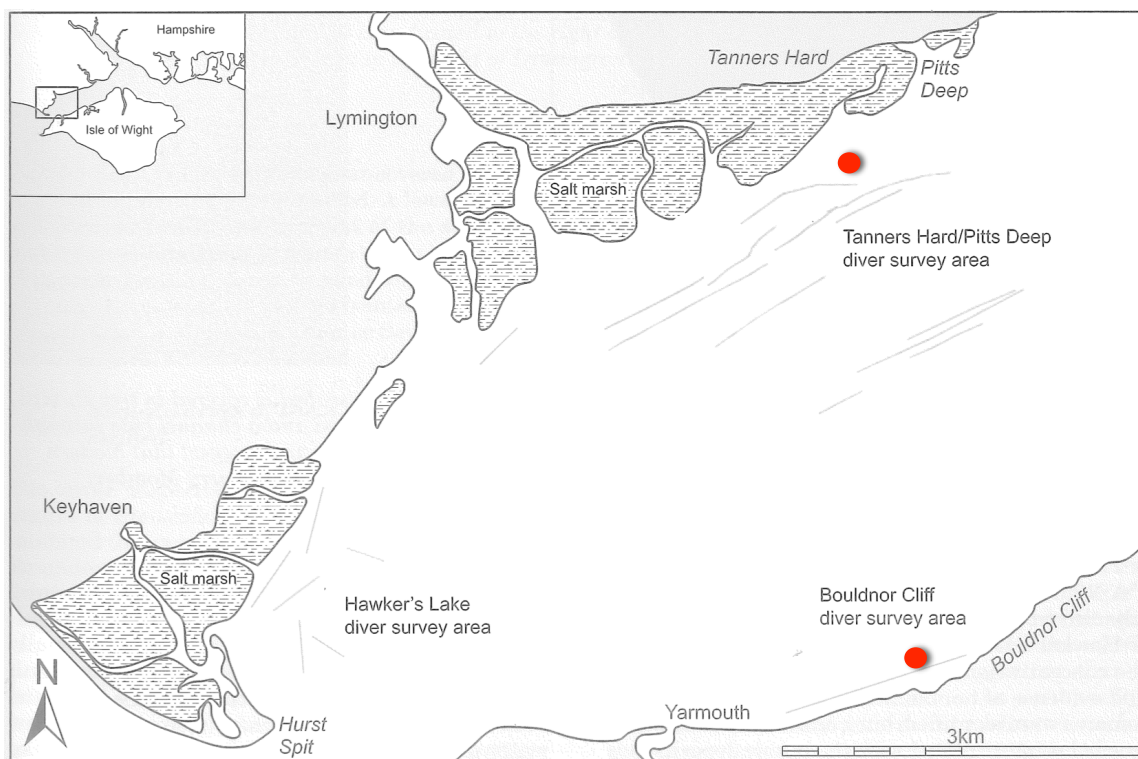 Hampshire
Isle of Wight
Lymington
Tanners Hard
Pitts
Deep
Salt marsh
Tanners Hard/Pitts Deep
diver survey area
Keyhaven
Salt marsh
Hawker's Lake
diver survey area
Bouldnor Cliff
diver survey area
Bouldnor Cliff
N
Hurst
Spit
Yarmouth
3km